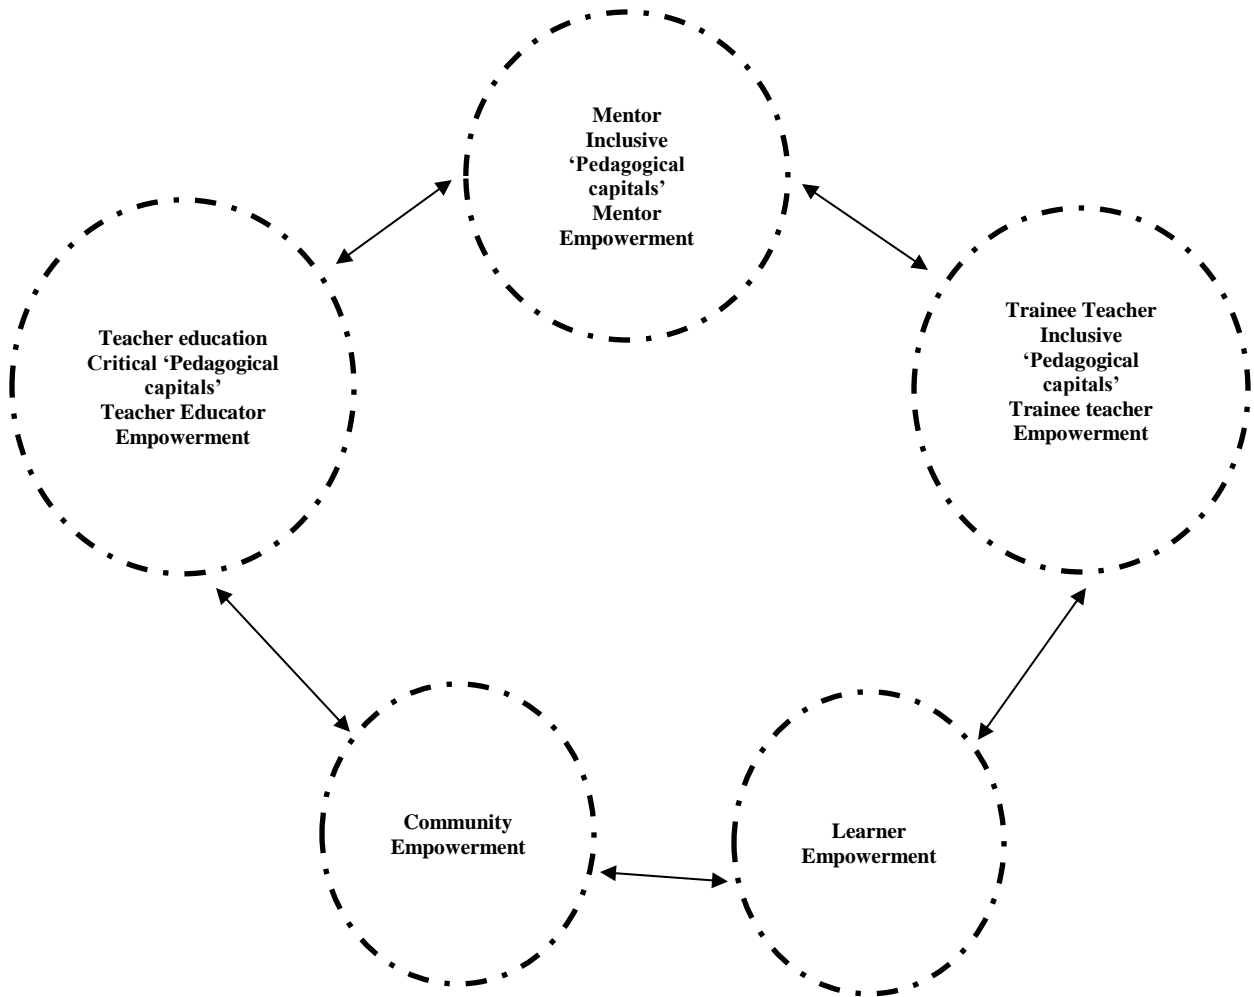 Mentor
Inclusive
‘Pedagogical
capitals’
Mentor
Empowerment
Teacher education
Critical ‘Pedagogical
capitals’
Teacher Educator
Empowerment
Trainee Teacher
Inclusive
‘Pedagogical
capitals’
Trainee teacher
Empowerment
Community
Empowerment
Learner
Empowerment